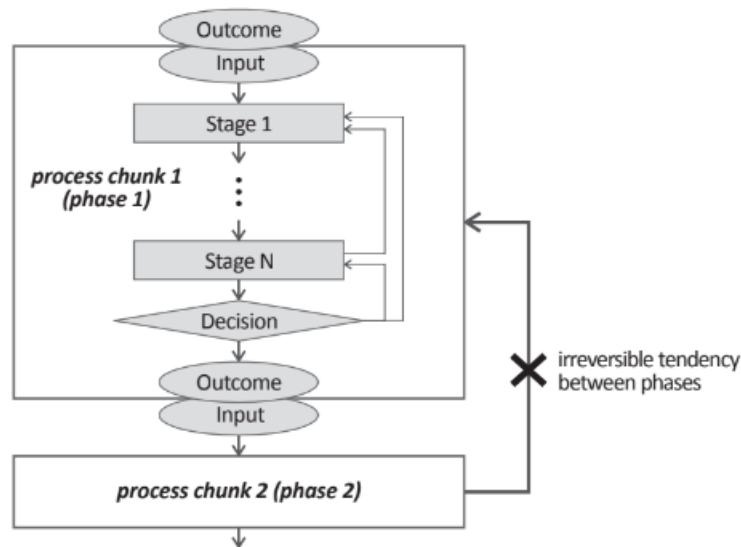 Outcome
Input
Stage 1
process chunk 1
(phase 1)
Stage N
Decision
Outcome
Input
irreversible tendency
between phases
process chunk 2 (phase 2)